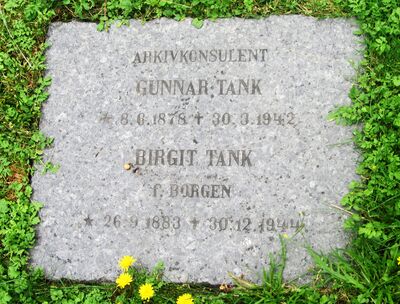 ARKIVKONSULENT
GUNNAR TANK
* 8.6.1878 ✝ 30.3.1942
BIRGIT TANK
F. BORGEN
* 26.9.1883 ✝ 30.12.1944